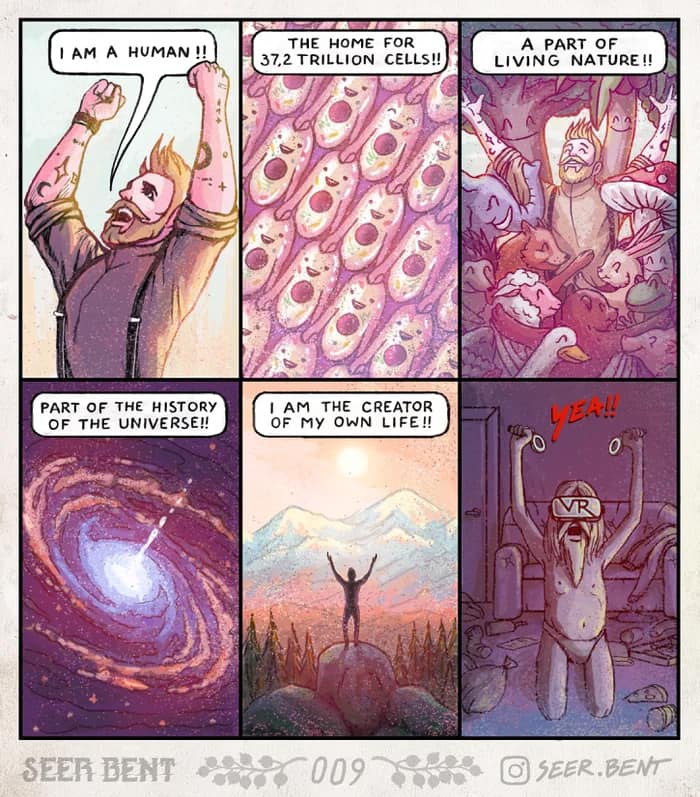 I AM A HUMAN!!
THE HOME FOR
37,2 TRILLION CELLS!!
A PART OF
LIVING NATURE!!
PART OF THE HISTORY
OF THE UNIVERSE!!
I AM THE CREATOR
OF MY OWN LIFE!!
YEA!!
VR
SEER BENT
009
SEER.BENT